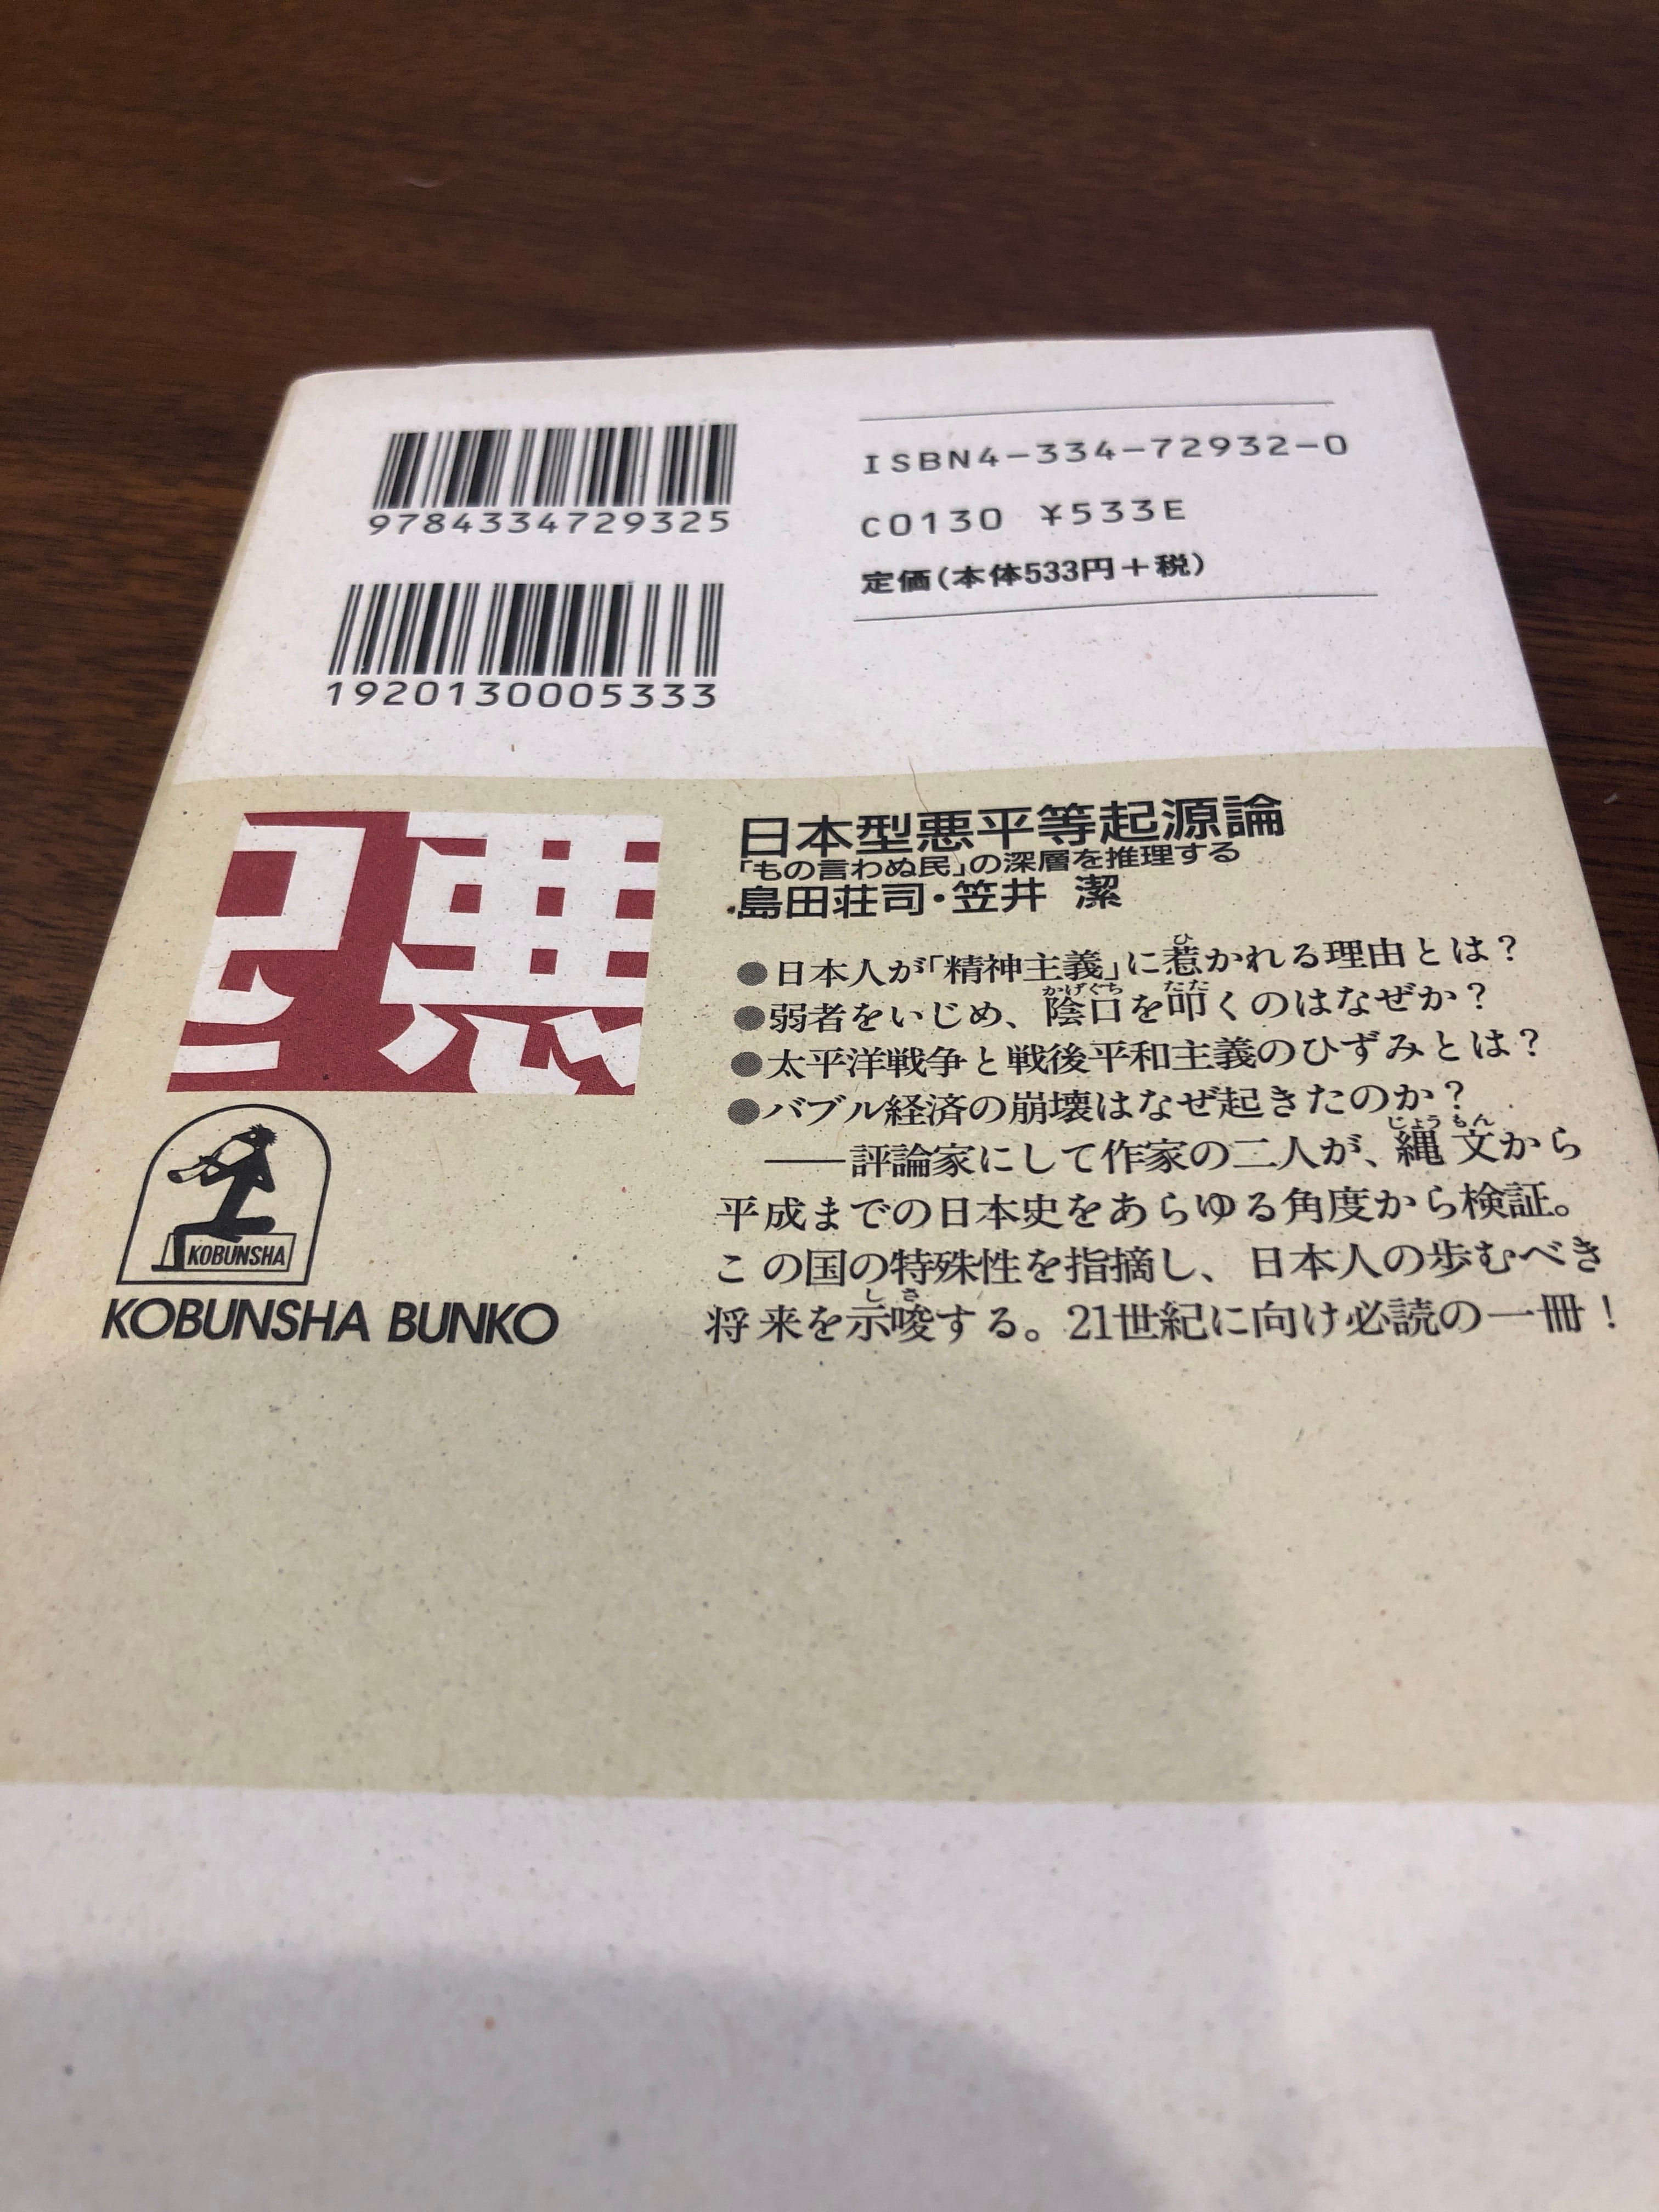 9784334729325
1920130005333
ISBN4-334-72932-0
C0130 ¥533E
定価(本体533円+税)
日本型悪平等起源論
「もの言わぬ民」の深層を推理する
島田荘司・笠井 潔
●日本人が「精神主義」に惹かれる理由とは?
●弱者をいじめ、陰口を叩くのはなぜか?
●太平洋戦争と戦後平和主義のひずみとは?
●バブル経済の崩壊はなぜ起きたのか?
――評論家にして作家の二人が、縄文から
平成までの日本史をあらゆる角度から検証。
この国の特殊性を指摘し、日本人の歩むべき
将来を示唆する。21世紀に向け必読の一冊!
悪
KOBUNSHA
KOBUNSHA BUNKO